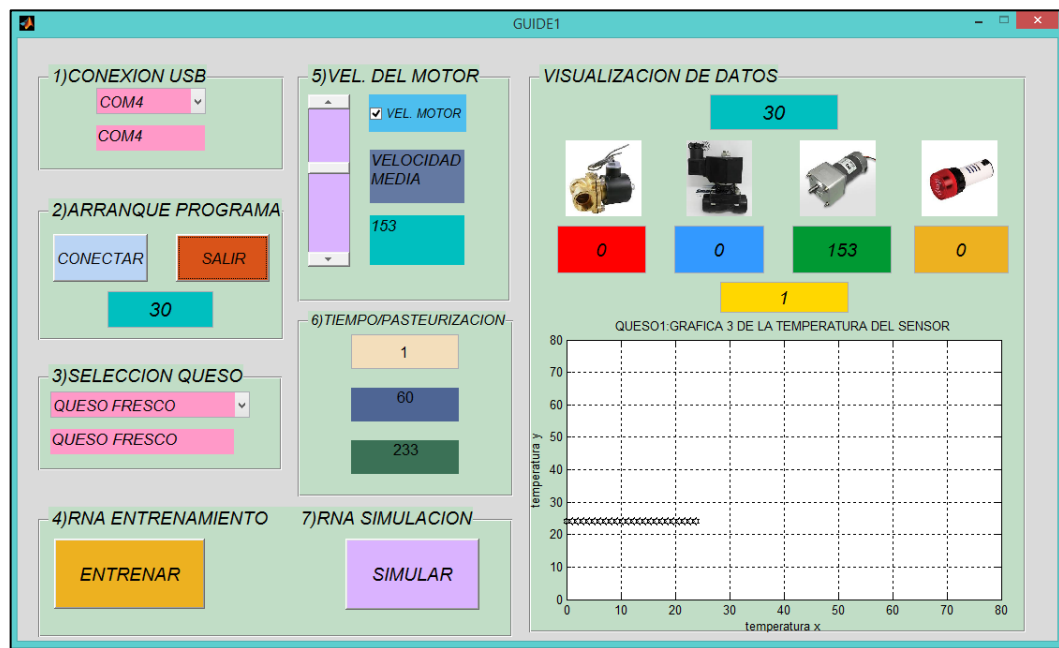 GUIDE1
1)CONEXION USB
COM4
COM4
2)ARRANQUE PROGRAMA
CONECTAR
SALIR
30
3)SELECCION QUESO
QUESO FRESCO
QUESO FRESCO
4)RNA ENTRENAMIENTO
ENTRENAR
5)VEL. DEL MOTOR
VEL. MOTOR
VELOCIDAD
MEDIA
153
6)TIEMPO/PASTEURIZACION
1
60
233
7)RNA SIMULACION
SIMULAR
VISUALIZACION DE DATOS
30
0
0
153
0
1
QUESO1:GRAFICA 3 DE LA TEMPERATURA DEL SENSOR
temperatura y
80
70
60
50
40
30
20
10
0
0 10 20 30 40 50 60 70 80
temperatura x